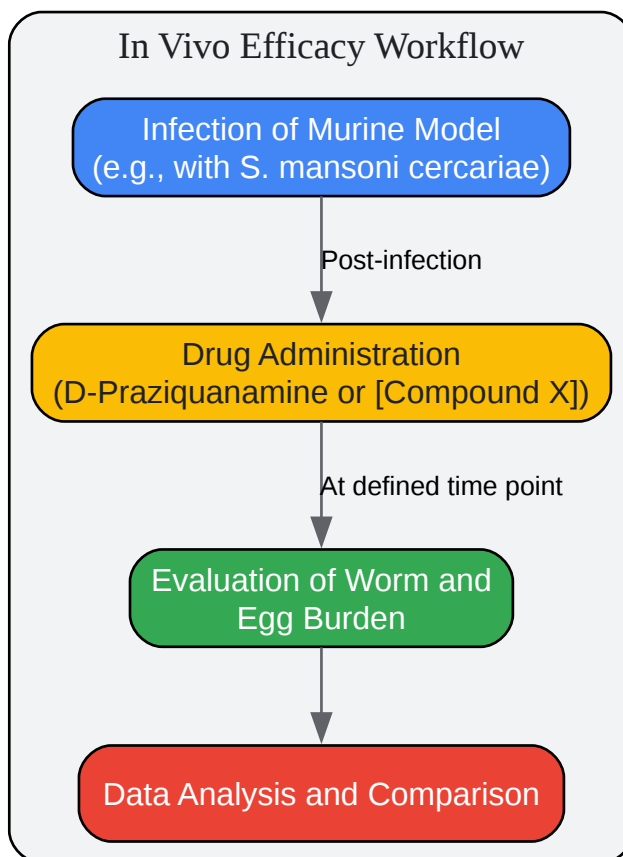 In Vivo Efficacy Workflow
Infection of Murine Model
(e.g., with S. mansoni cercariae)
Post-infection
Drug Administration
(D-Praziquanamine or [Compound X])
At defined time point
Evaluation of Worm and
Egg Burden
Data Analysis and Comparison